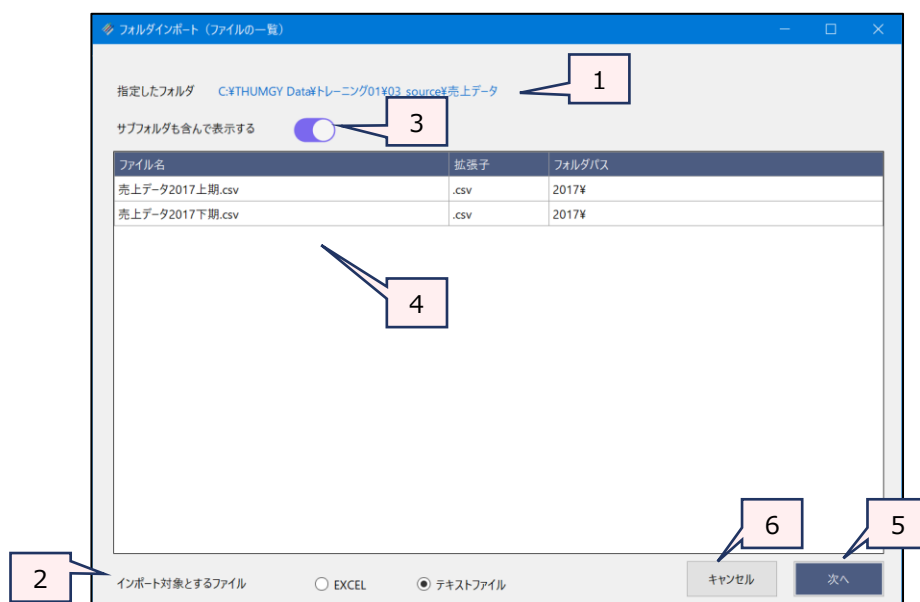 フォルダインポート（ファイルの一覧）
指定したフォルダ C:¥THUMGY Data¥トレーニング01¥03_source¥売上データ
1
サブフォルダも含んで表示する
3
ファイル名 拡張子 フォルダパス
売上データ2017上期.csv .csv 2017¥
売上データ2017下期.csv .csv 2017¥
4
6
5
2
インポート対象とするファイル EXCEL テキストファイル キャンセル 次へ